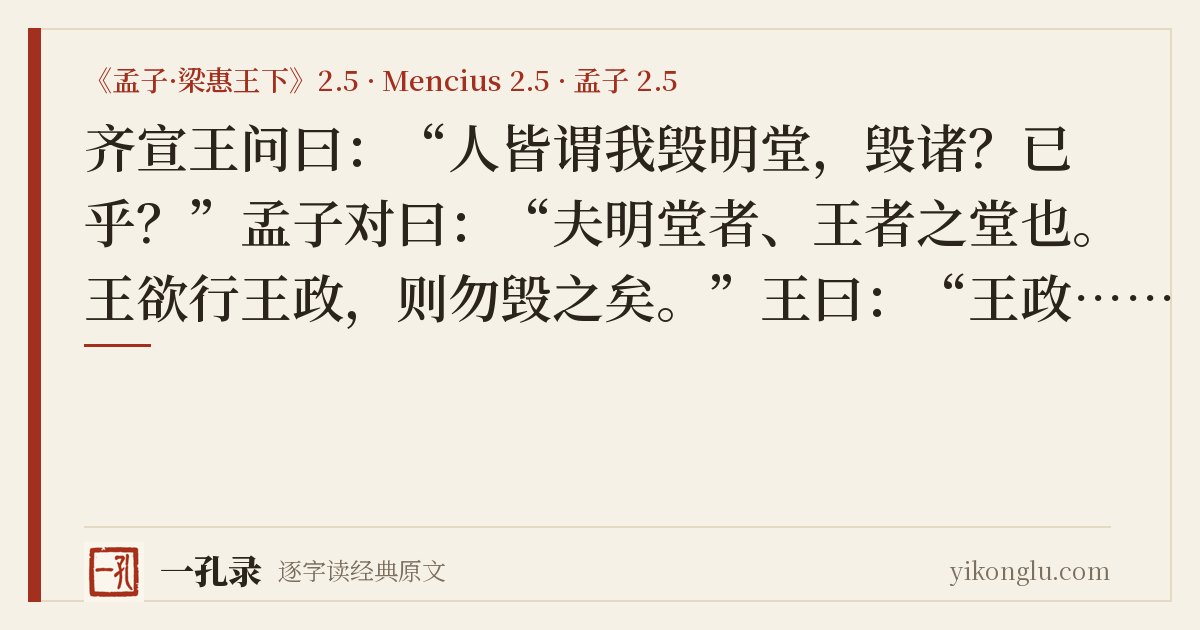 《孟子·梁惠王下》2.5 · Mencius 2.5 · 孟子 2.5
齐宣王问曰：“人皆谓我毁明堂，毁诸？已
乎？”孟子对曰：“夫明堂者、王者之堂也。
王欲行王政，则勿毁之矣。”王曰：“王政……
一孔
一孔录 逐字读经典原文
yikonglu.com